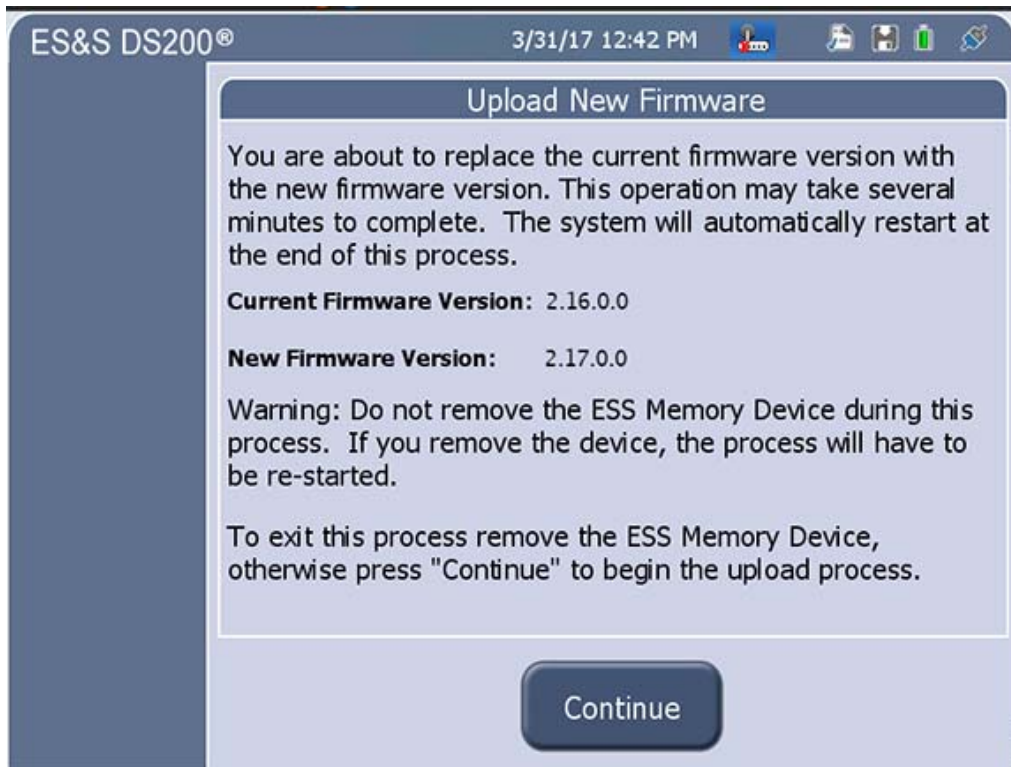 ES&S DS200®
3/31/17 12:42 PM
Upload New Firmware
You are about to replace the current firmware version with
the new firmware version. This operation may take several
minutes to complete.  The system will automatically restart at
the end of this process.
Current Firmware Version: 2.16.0.0
New Firmware Version: 2.17.0.0
Warning: Do not remove the ESS Memory Device during this
process.  If you remove the device, the process will have to
be re-started.
To exit this process remove the ESS Memory Device,
otherwise press "Continue" to begin the upload process.
Continue